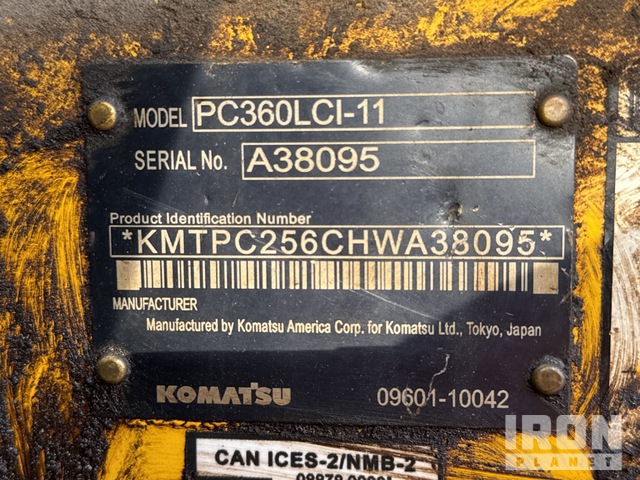 MODEL PC360LCI-11
SERIAL No. A38095
Product Identification Number
*KMTPC256CHWA38095*
MANUFACTURER
Manufactured by Komatsu America Corp. for Komatsu Ltd., Tokyo, Japan
KOMATSU 09601-10042
CAN ICES-2/NMB-2
IRON
PLANET